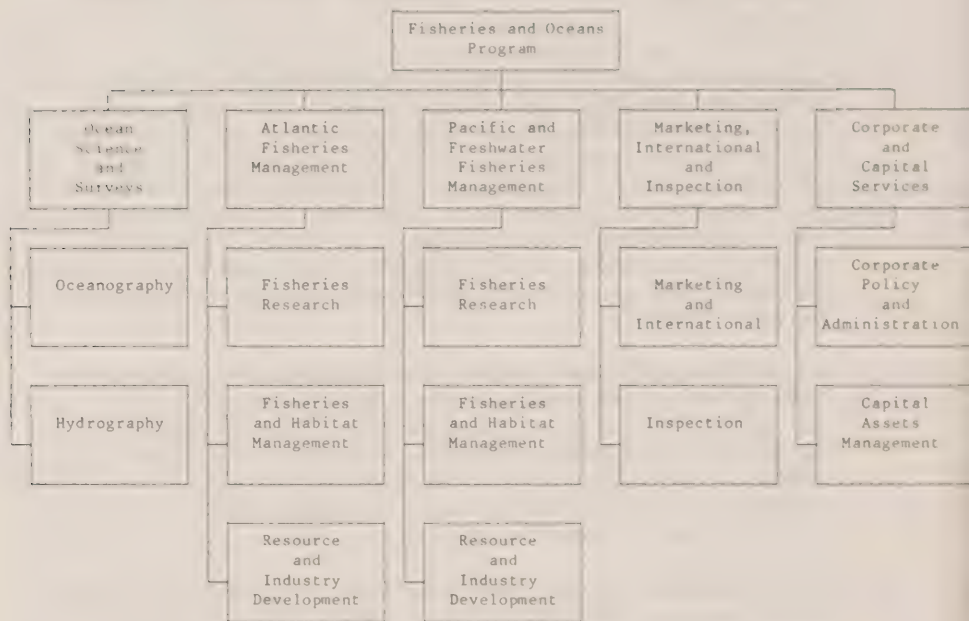 Fisheries and Oceans
Program
Ocean
Science
and
Surveys
Atlantic
Fisheries
Management
Pacific and
Freshwater
Fisheries
Management
Marketing,
International
and
Inspection
Corporate
and
Capital
Services
Oceanography
Fisheries
Research
Fisheries
Research
Marketing
and
International
Corporate
Policy
and
Administration
Hydrography
Fisheries
and Habitat
Management
Fisheries
and Habitat
Management
Inspection
Capital
Assets
Management
Resource
and
Industry
Development
Resource
and
Industry
Development